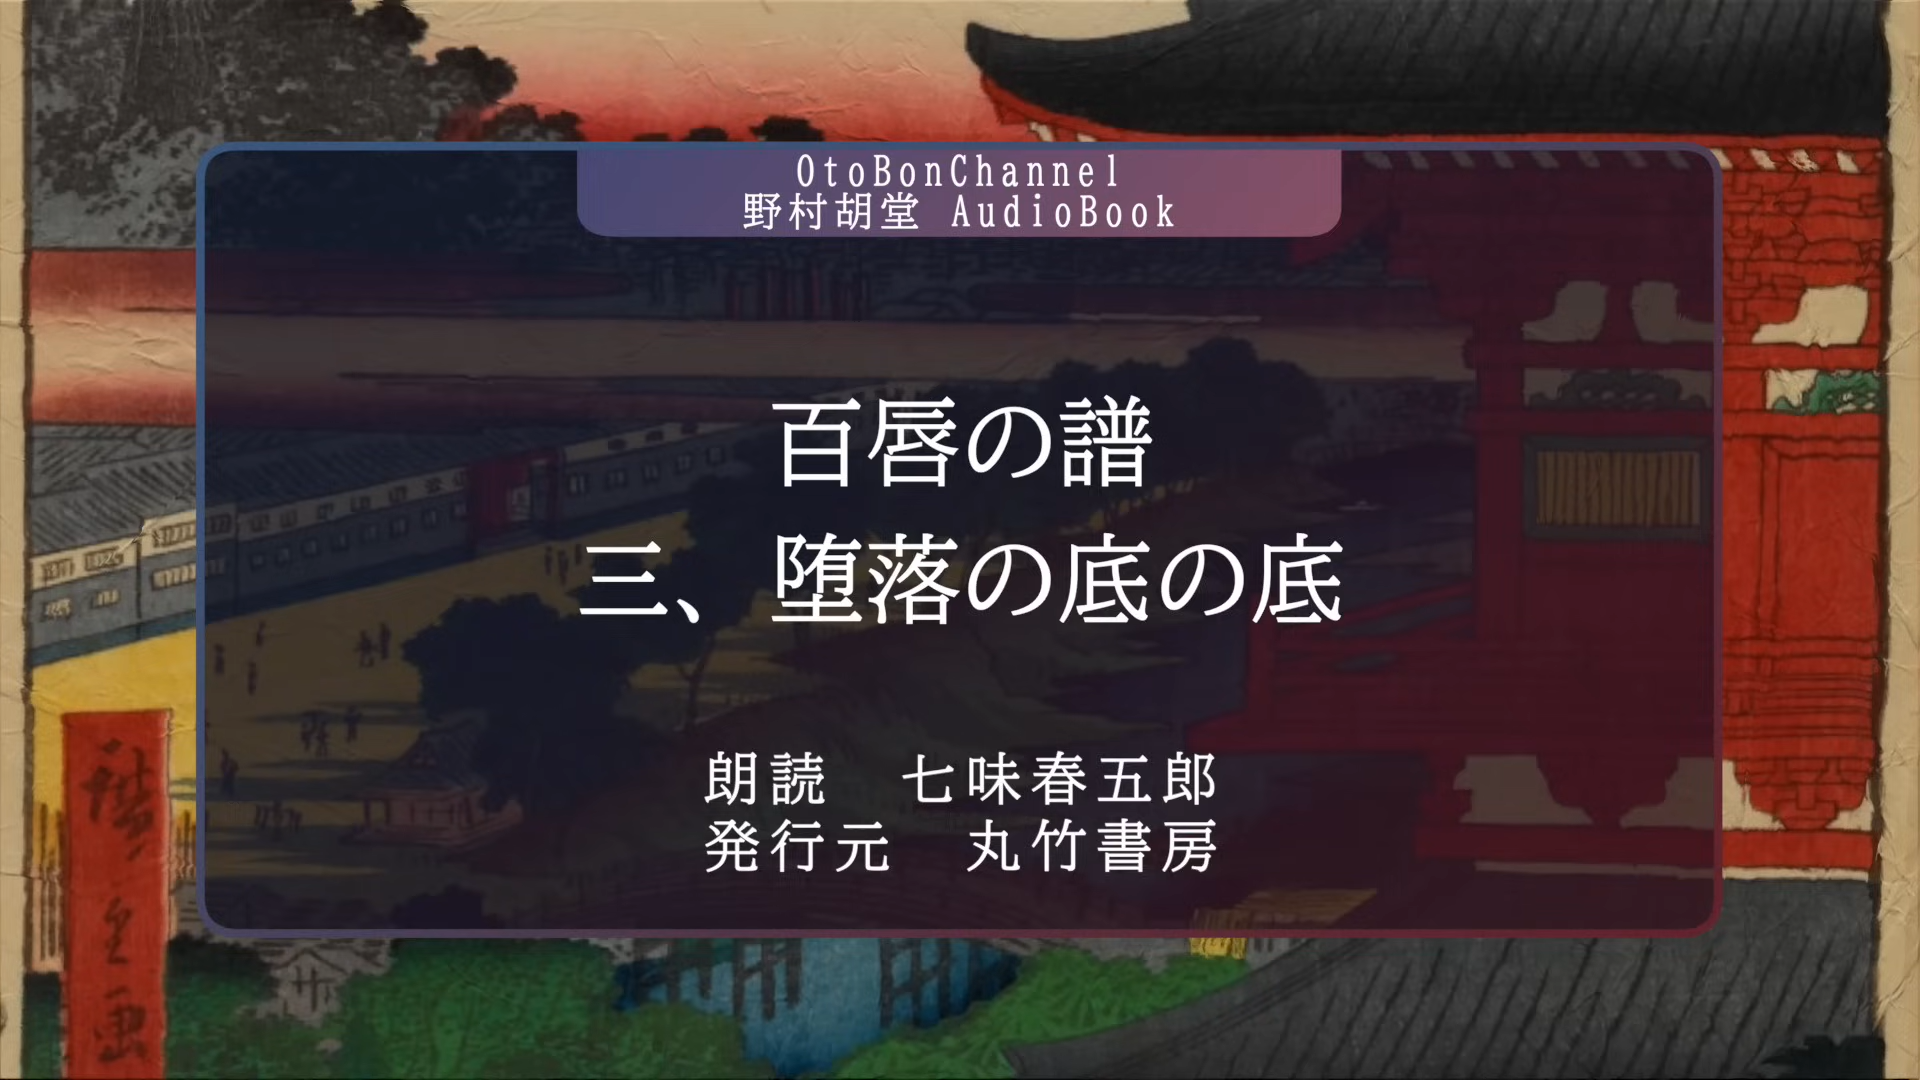 OtoBonChannel
野村胡堂 AudioBook
百唇の譜
三、堕落の底の底
朗読　七味春五郎
発行元　丸竹書房